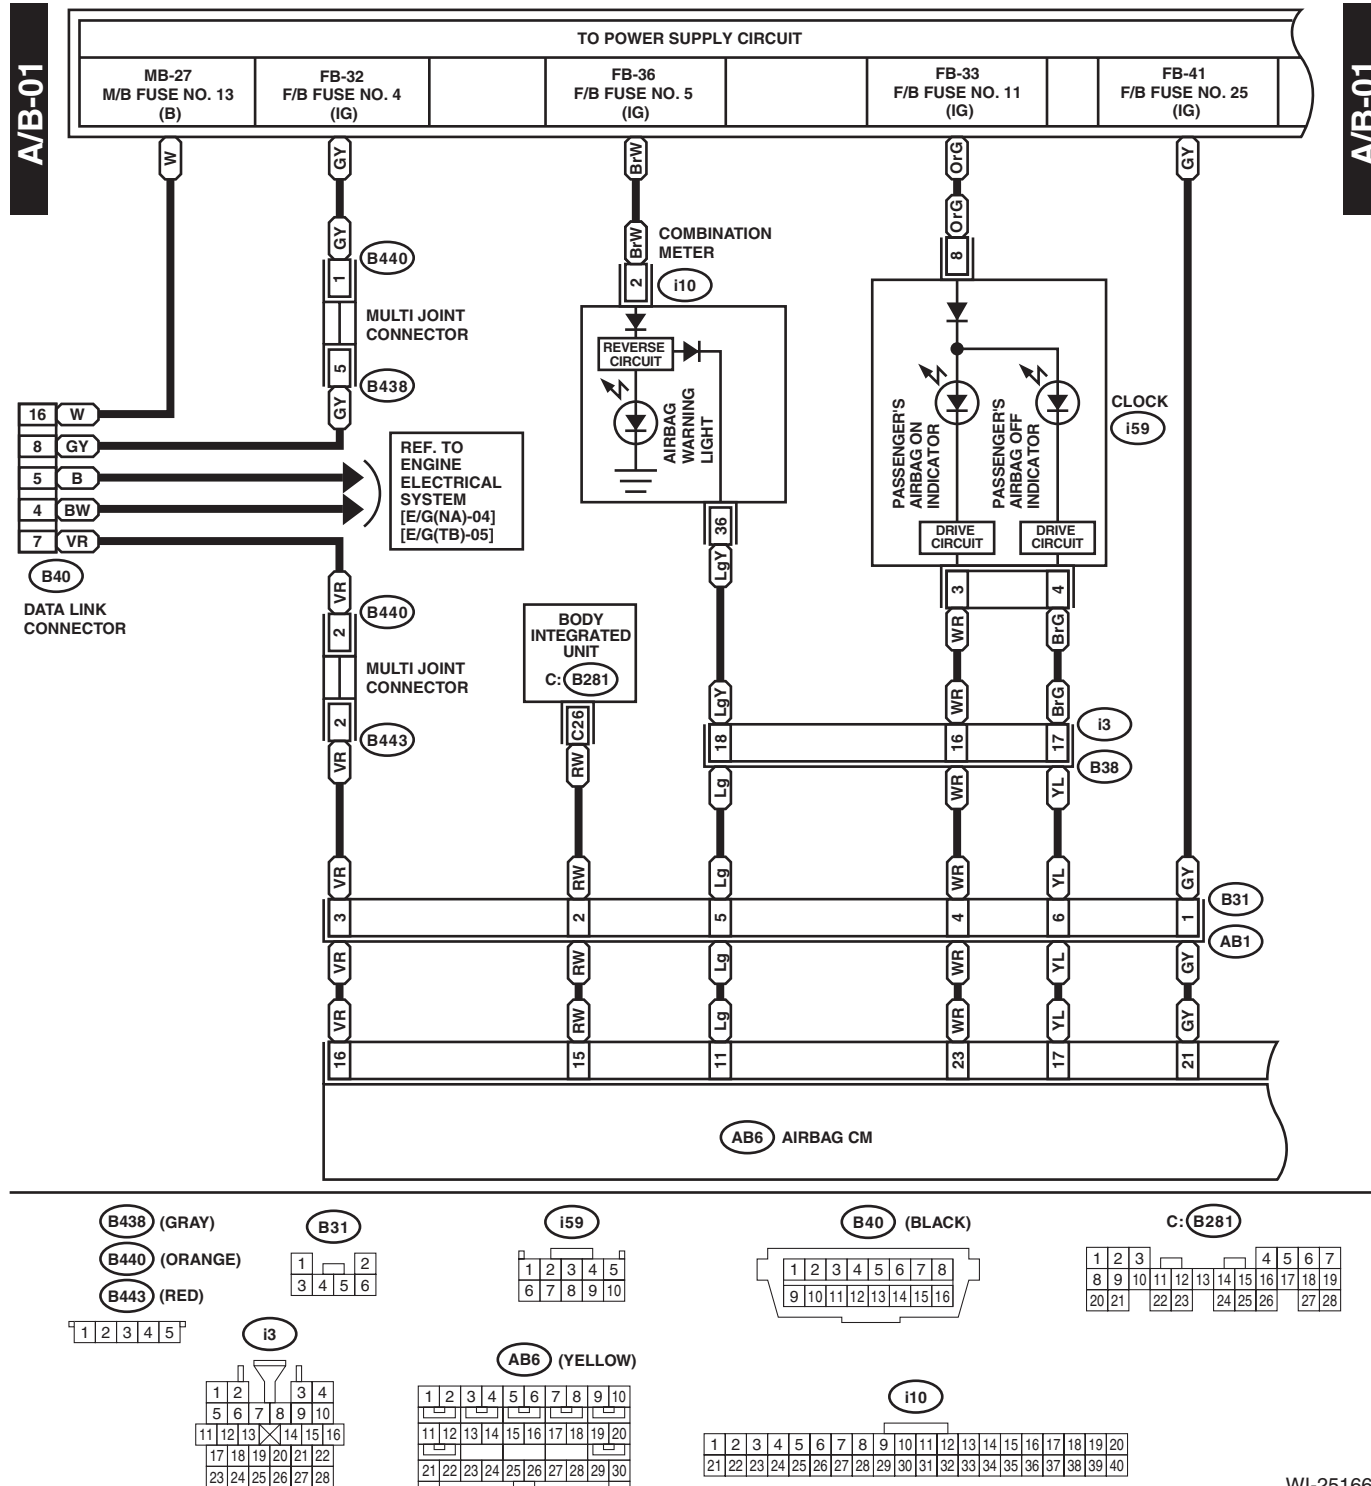 A/B-01
A/B-01
TO POWER SUPPLY CIRCUIT
MB-27
M/B FUSE NO. 13
(B)
FB-32
F/B FUSE NO. 4
(IG)
FB-36
F/B FUSE NO. 5
(IG)
FB-33
F/B FUSE NO. 11
(IG)
FB-41
F/B FUSE NO. 25
(IG)
W
GY
BrW
OrG
GY
GY
B440
1
MULTI JOINT
CONNECTOR
5
B438
GY
BrW
COMBINATION
METER
2
i10
REVERSE
CIRCUIT
AIRBAG
WARNING
LIGHT
36
LgY
OrG
8
PASSENGER'S
AIRBAG ON
INDICATOR
PASSENGER'S
AIRBAG OFF
INDICATOR
CLOCK
i59
DRIVE
CIRCUIT
DRIVE
CIRCUIT
3
4
WR
BrG
16 W
8 GY
5 B
4 BW
7 VR
B40
DATA LINK
CONNECTOR
REF. TO
ENGINE
ELECTRICAL
SYSTEM
[E/G(NA)-04]
[E/G(TB)-05]
VR
B440
2
MULTI JOINT
CONNECTOR
2
B443
VR
BODY
INTEGRATED
UNIT
C: B281
C26
RW
LgY
WR
BrG
18
16
17
i3
B38
Lg
WR
YL
VR
RW
Lg
WR
YL
GY
3
2
5
4
6
1
B31
AB1
VR
RW
Lg
WR
YL
GY
VR
RW
Lg
WR
YL
GY
16
15
11
23
17
21
AB6 AIRBAG CM
B438 (GRAY)
B440 (ORANGE)
B443 (RED)
1 2 3 4 5
B31
1 2
3 4 5 6
i59
1 2 3 4 5
6 7 8 9 10
B40 (BLACK)
1 2 3 4 5 6 7 8
9 10 11 12 13 14 15 16
C: B281
1 2 3 4 5 6 7
8 9 10 11 12 13 14 15 16 17 18 19
20 21 22 23 24 25 26 27 28
i3
1 2 3 4
5 6 7 8 9 10
11 12 13 14 15 16
17 18 19 20 21 22
23 24 25 26 27 28
AB6 (YELLOW)
1 2 3 4 5 6 7 8 9 10
11 12 13 14 15 16 17 18 19 20
21 22 23 24 25 26 27 28 29 30
i10
1 2 3 4 5 6 7 8 9 10 11 12 13 14 15 16 17 18 19 20
21 22 23 24 25 26 27 28 29 30 31 32 33 34 35 36 37 38 39 40
WI-25166